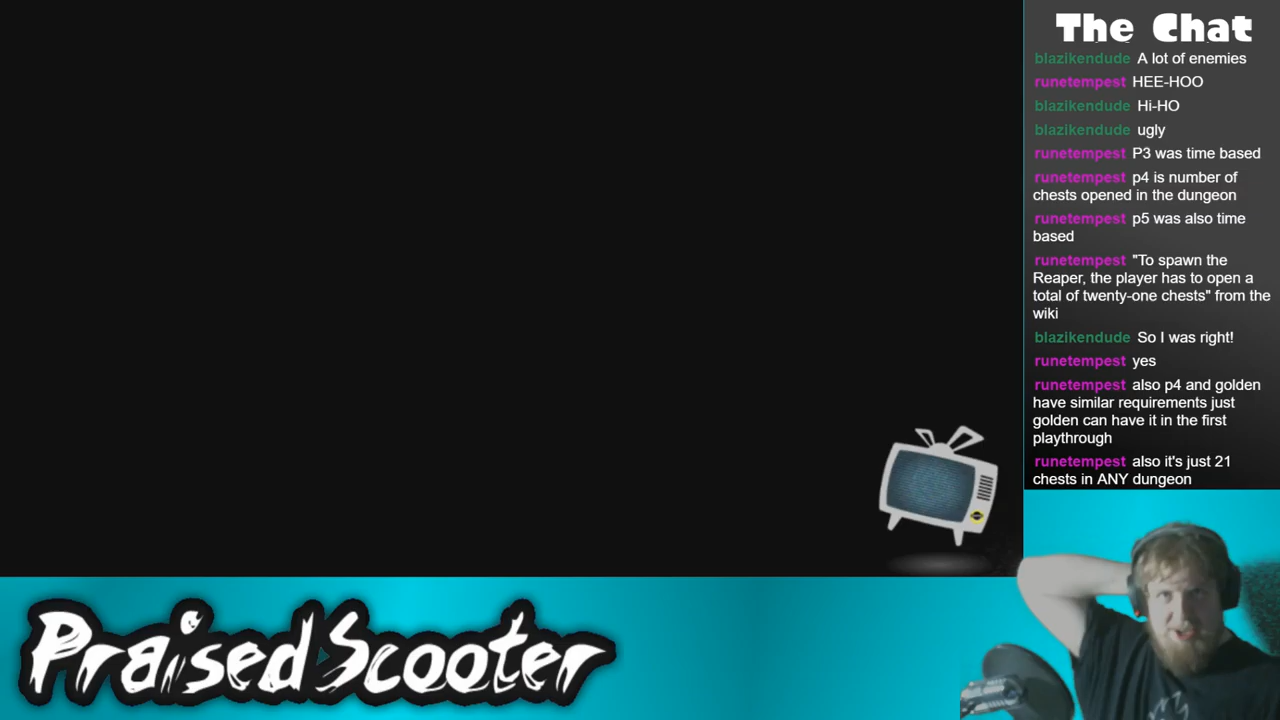 The Chat
blazikendude A lot of enemies
runetempest HEE-HOO
blazikendude Hi-HO
blazikendude ugly
runetempest P3 was time based
runetempest p4 is number of
chests opened in the dungeon
runetempest p5 was also time
based
runetempest "To spawn the
Reaper, the player has to open a
total of twenty-one chests" from the
wiki
blazikendude So I was right!
runetempest yes
runetempest also p4 and golden
have similar requirements just
golden can have it in the first
playthrough
runetempest also it's just 21
chests in ANY dungeon
PraisedScooter